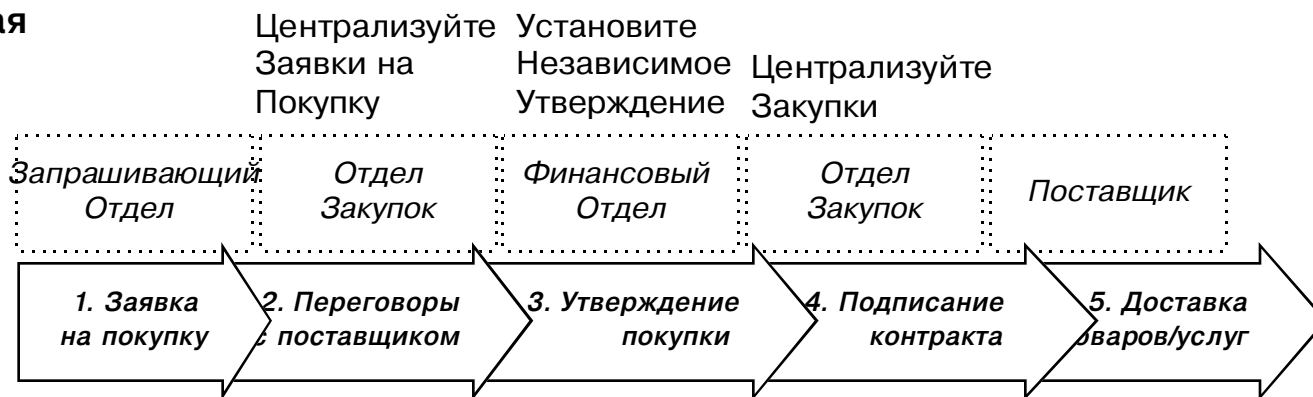 ая
Централизуйте
Заявки на
Покупку
Установите
Независимое
Утверждение
Централизуйте
Закупки
Запрашивающий
Отдел
Отдел
Закупок
Финансовый
Отдел
Отдел
Закупок
Поставщик
1. Заявка
на покупку
2. Переговоры
с поставщиком
3. Утверждение
покупки
4. Подписание
контракта
5. Доставка
оваров/услуг